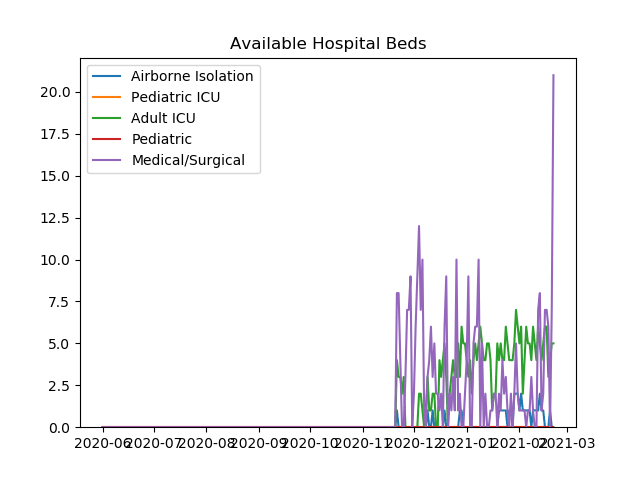 Available Hospital Beds
Airborne Isolation
Pediatric ICU
Adult ICU
Pediatric
Medical/Surgical
20.0
17.5
15.0
12.5
10.0
7.5
5.0
2.5
0.0
2020-06 2020-07 2020-08 2020-09 2020-10 2020-11 2020-12 2021-01 2021-02 2021-03